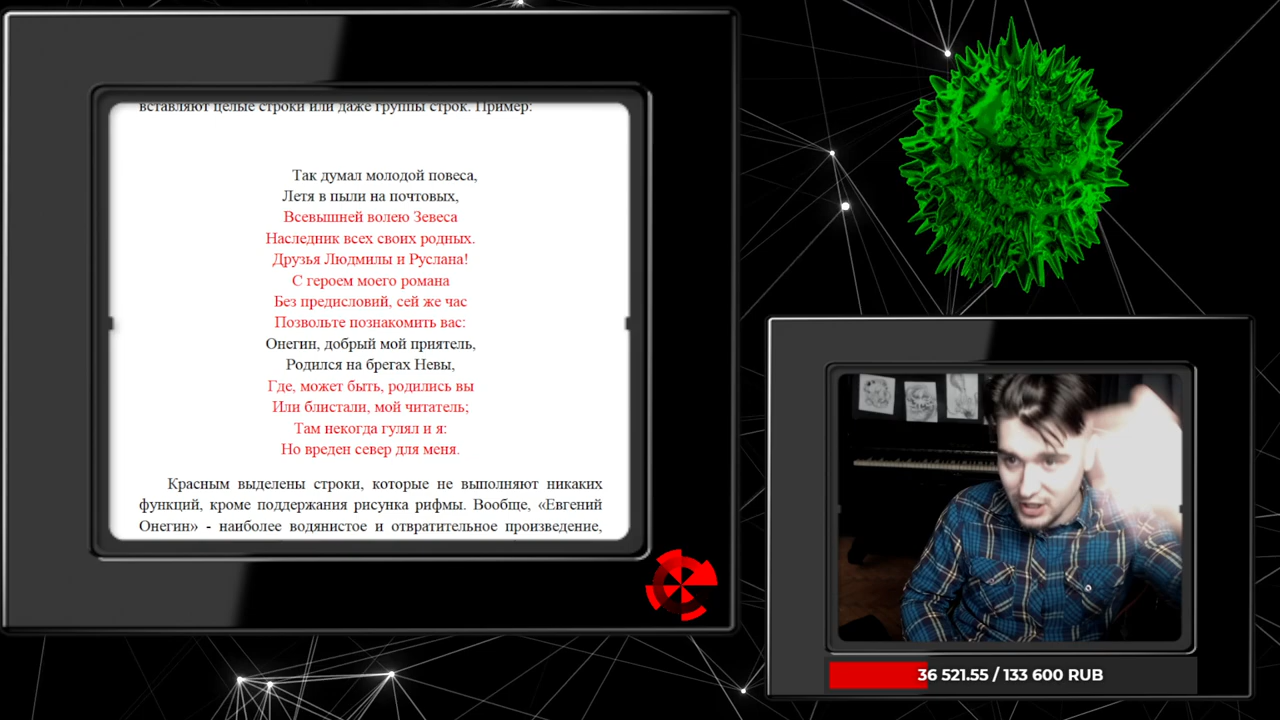 вставляют целые строки или даже группы строк. Пример:
Так думал молодой повеса,
Летя в пыли на почтовых,
Всевышней волею Зевеса
Наследник всех своих родных.
Друзья Людмилы и Руслана!
С героем моего романа
Без предисловий, сей же час
Позвольте познакомить вас:
Онегин, добрый мой приятель,
Родился на брегах Невы,
Где, может быть, родились вы
Или блистали, мой читатель;
Там некогда гулял и я:
Но вреден север для меня.
Красным выделены строки, которые не выполняют никаких
функций, кроме поддержания рисунка рифмы. Вообще, «Евгений
Онегин» - наиболее водянистое и отвратительное произведение,
36 521.55 / 133 600 RUB